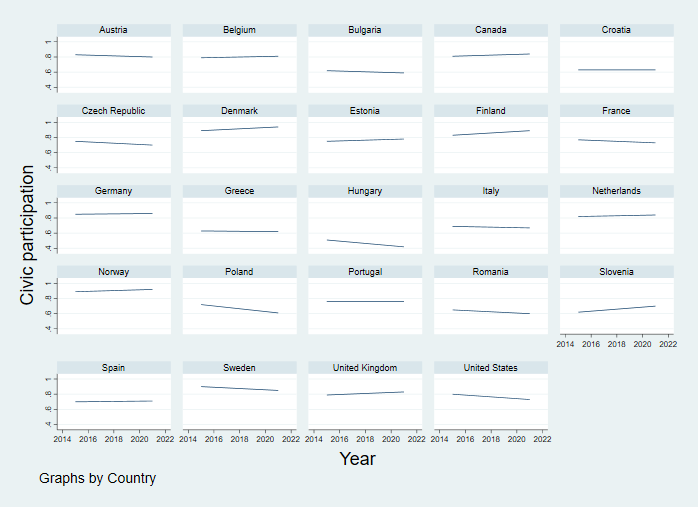 Austria Belgium Bulgaria Canada Croatia
.4 .6 .8 1
Czech Republic Denmark Estonia Finland France
.4 .6 .8 1
Germany Greece Hungary Italy Netherlands
.4 .6 .8 1
Norway Poland Portugal Romania Slovenia
.4 .6 .8 1
2014 2016 2018 2020 2022
Spain Sweden United Kingdom United States
.4 .6 .8 1
2014 2016 2018 2020 2022 2014 2016 2018 2020 2022 2014 2016 2018 2020 2022 2014 2016 2018 2020 2022
Civic participation
Year
Graphs by Country